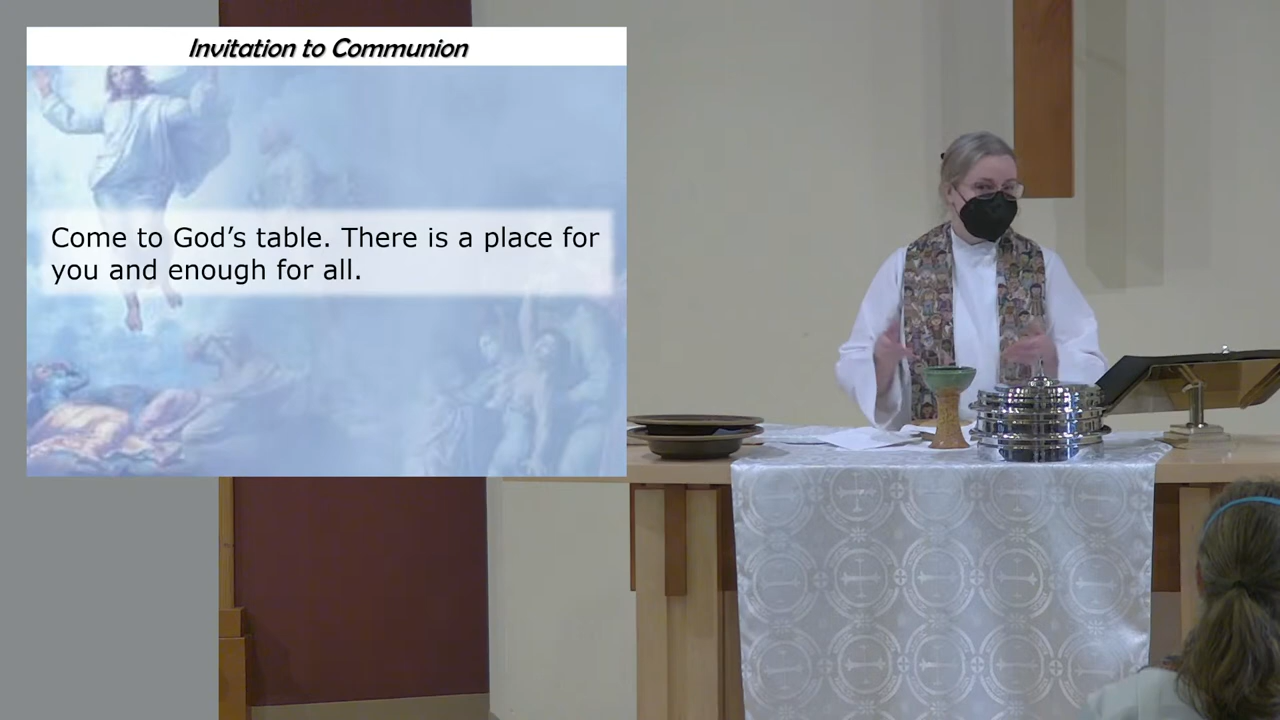 Invitation to Communion
Come to God's table. There is a place for
you and enough for all.